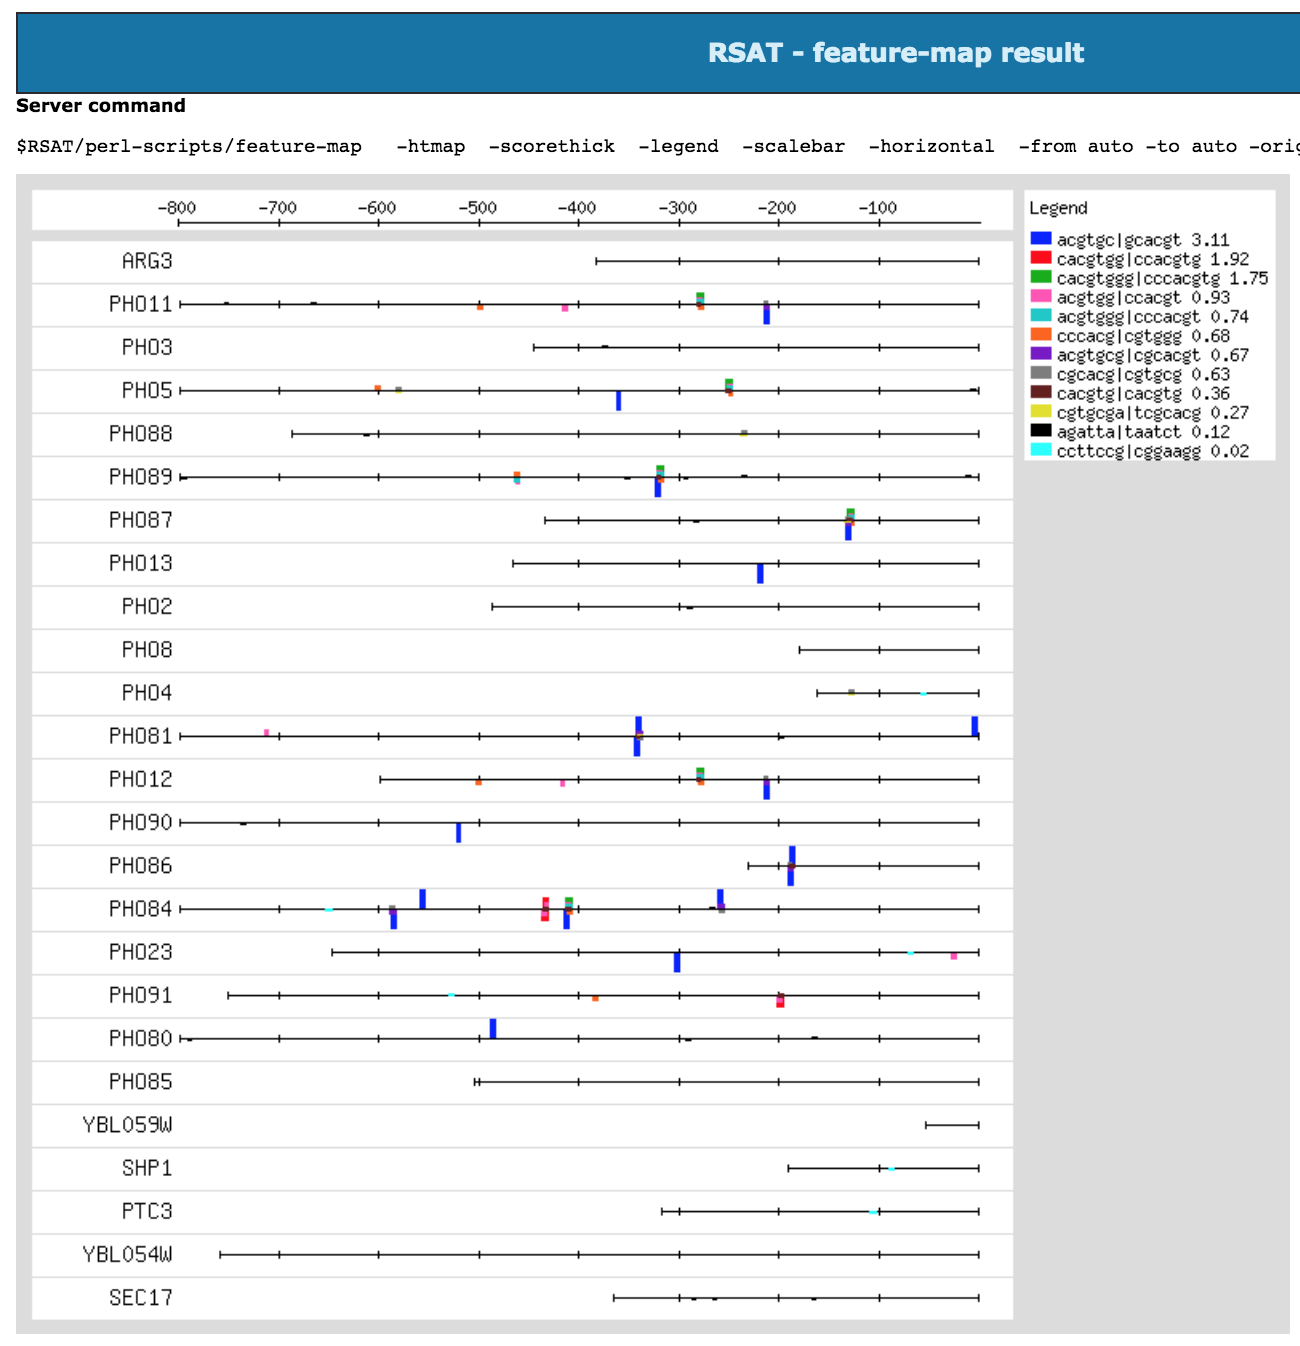 RSAT - feature-map result
Server command
$RSAT/perl-scripts/feature-map -htmap -scorethick -legend -scalebar -horizontal -from auto -to auto -orig
-800 -700 -600 -500 -400 -300 -200 -100
Legend
acgtgc|gcacgt 3.11
cacgtgg|ccacgtg 1.92
cacgtggg|cccacgtg 1.75
acgtgg|ccacgt 0.93
acgtggg|cccacgt 0.74
cccacg|cgtggg 0.68
acgtgcg|cgcacgt 0.67
cgcacg|cgtgcg 0.63
cacgtg|cacgtg 0.36
cgtgcga|tcgcacg 0.27
agatta|taatct 0.12
ccttccg|cggaagg 0.02
ARG3
PHO11
PHO3
PHO5
PHO88
PHO89
PHO87
PHO13
PHO2
PHO8
PHO4
PHO81
PHO12
PHO90
PHO86
PHO84
PHO23
PHO91
PHO80
PHO85
YBL059W
SHP1
PTC3
YBL054W
SEC17